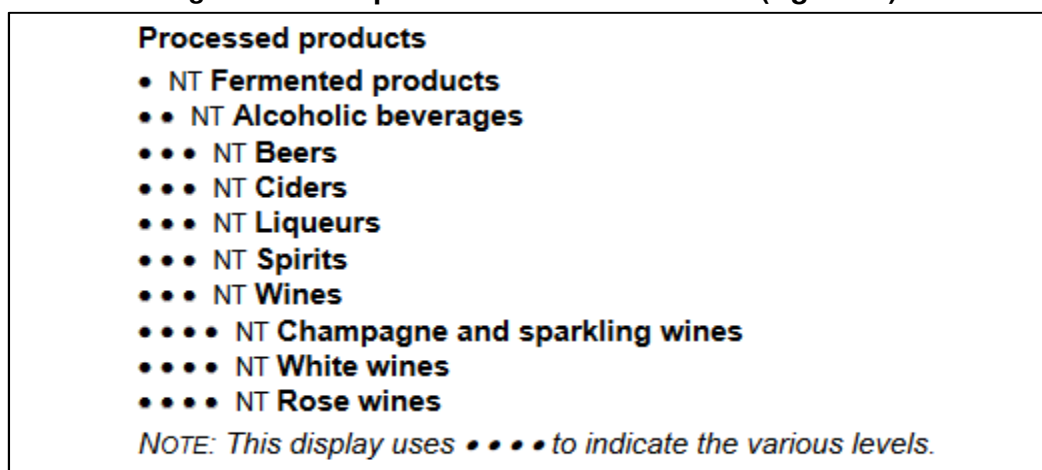 Processed products
• NT Fermented products
• • NT Alcoholic beverages
• • • NT Beers
• • • NT Ciders
• • • NT Liqueurs
• • • NT Spirits
• • • NT Wines
• • • • NT Champagne and sparkling wines
• • • • NT White wines
• • • • NT Rose wines
NOTE: This display uses • • • • to indicate the various levels.